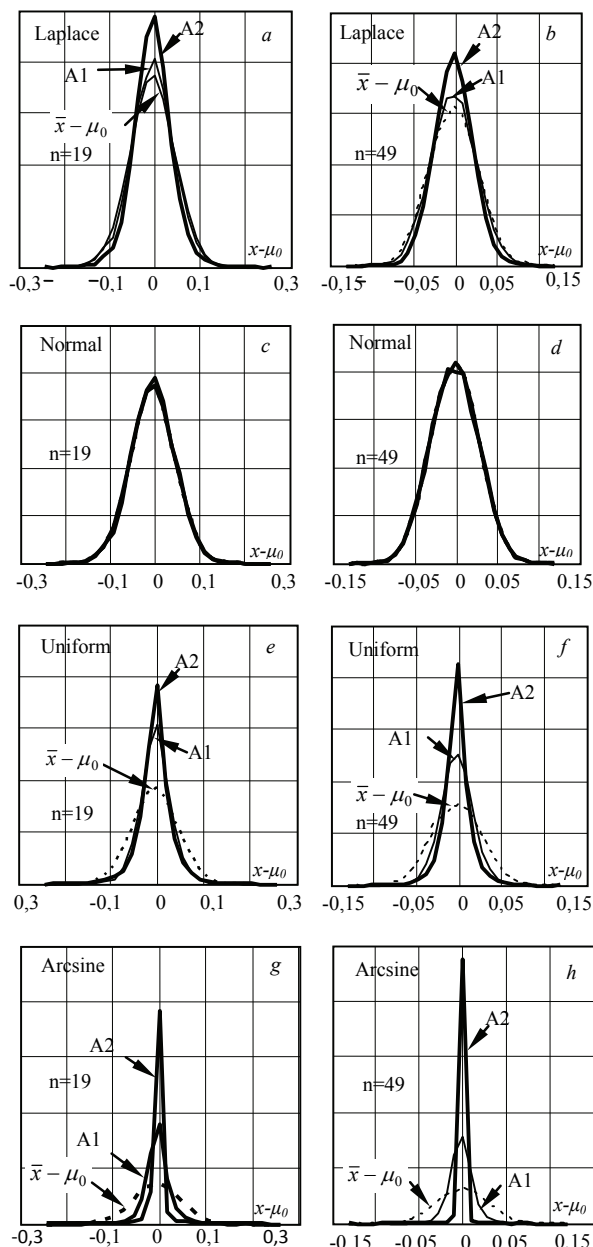 Laplace
a
A2
A1
x̄ – μ₀
n=19
x-μ₀
-0,3 -0,1 0 0,1 0,3
Laplace
b
A2
x̄ – μ₀
A1
n=49
x-μ₀
-0,15 -0,05 0 0,05 0,15
Normal
c
n=19
x-μ₀
-0,3 -0,1 0 0,1 0,3
Normal
d
n=49
x-μ₀
-0,15 -0,05 0 0,05 0,15
Uniform
e
A2
A1
x̄ – μ₀
n=19
x-μ₀
0,3 -0,1 0 0,1 0,3
Uniform
f
A2
A1
x̄ – μ₀
n=49
x-μ₀
-0,15 -0,05 0 0,05 0,15
Arcsine
g
A2
n=19
A1
x̄ – μ₀
x-μ₀
-0,3 -0,1 0 0,1 0,3
Arcsine
h
A2
n=49
x̄ – μ₀
A1
x-μ₀
-0,15 -0,05 0 0,05 0,15